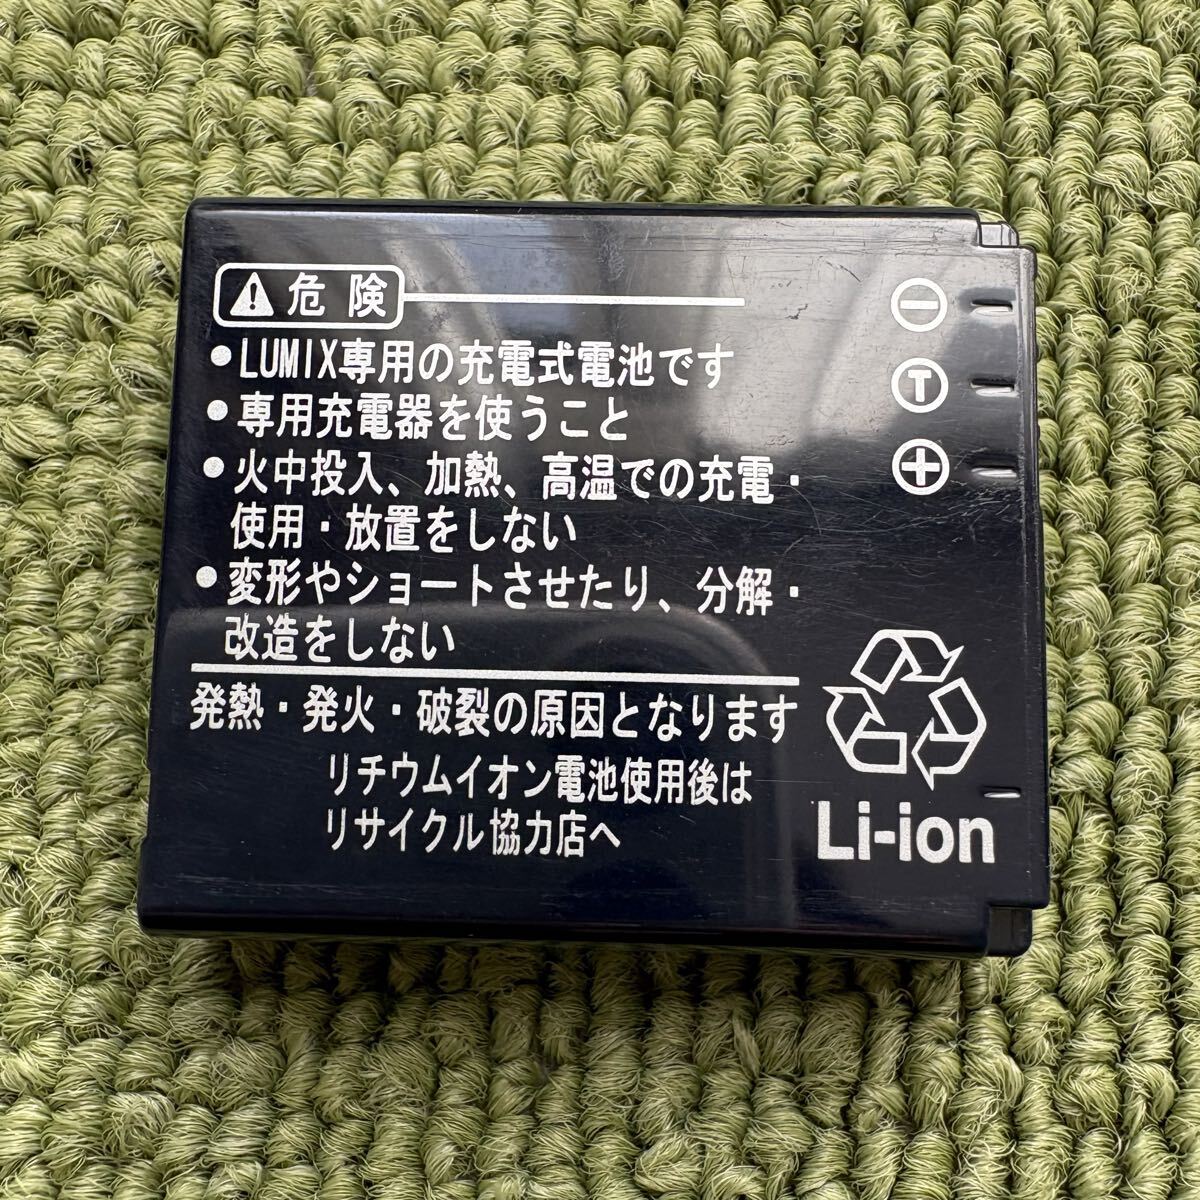 ⚠危険
●LUMIX専用の充電式電池です
●専用充電器を使うこと
●火中投入、加熱、高温での充電・
使用・放置をしない
●変形やショートさせたり、分解・
改造をしない
発熱・発火・破裂の原因となります
リチウムイオン電池使用後は
リサイクル協力店へ
⊖
T
⊕
Li-ion